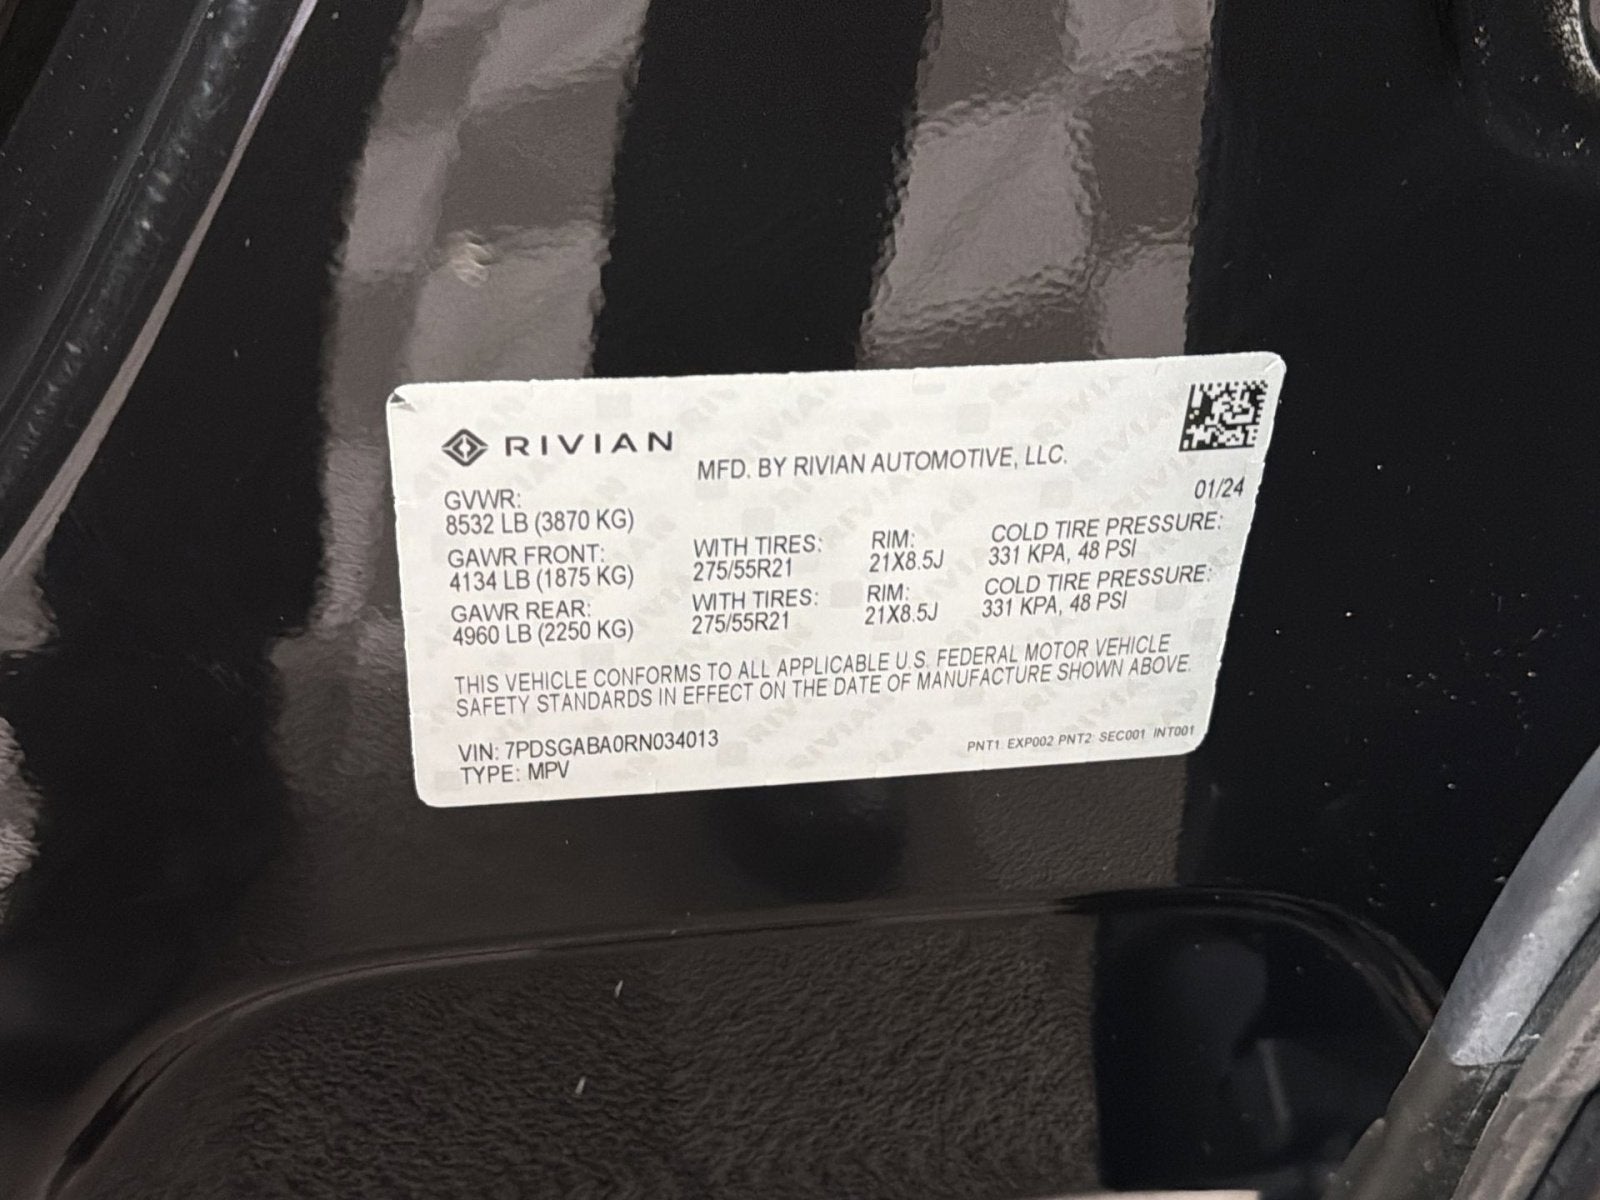 RIVIAN
MFD. BY RIVIAN AUTOMOTIVE, LLC.
01/24
GVWR:
8532 LB (3870 KG)
GAWR FRONT: WITH TIRES: RIM: COLD TIRE PRESSURE:
4134 LB (1875 KG) 275/55R21 21X8.5J 331 KPA, 48 PSI
GAWR REAR: WITH TIRES: RIM: COLD TIRE PRESSURE:
4960 LB (2250 KG) 275/55R21 21X8.5J 331 KPA, 48 PSI
THIS VEHICLE CONFORMS TO ALL APPLICABLE U.S. FEDERAL MOTOR VEHICLE
SAFETY STANDARDS IN EFFECT ON THE DATE OF MANUFACTURE SHOWN ABOVE.
VIN: 7PDSGABA0RN034013
TYPE: MPV
PNT1: EXP002 PNT2: SEC001 INT001